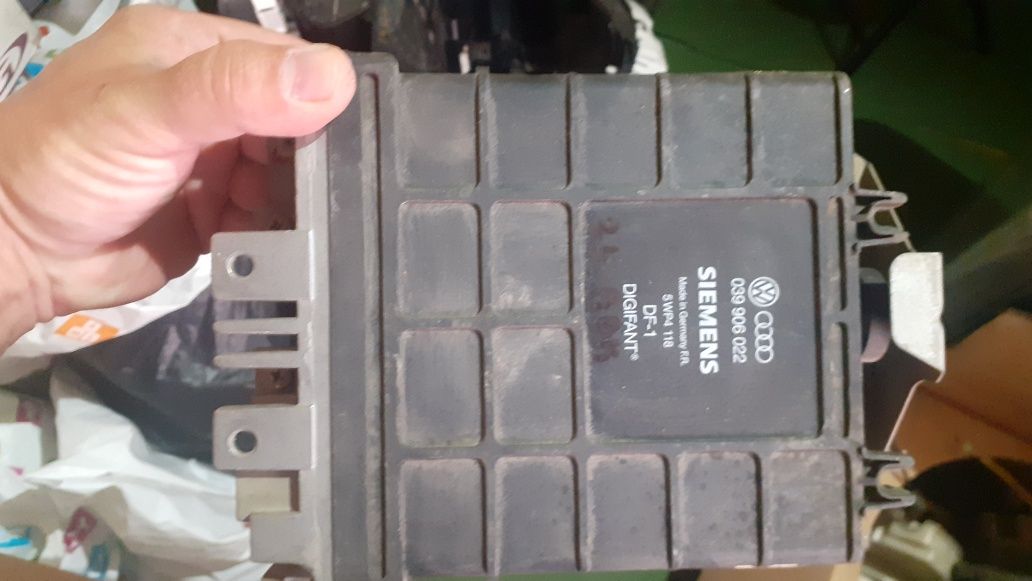 039 906 022
SIEMENS
Made in Germany F.R.
5WP4 118
DF-1
DIGIFANT®